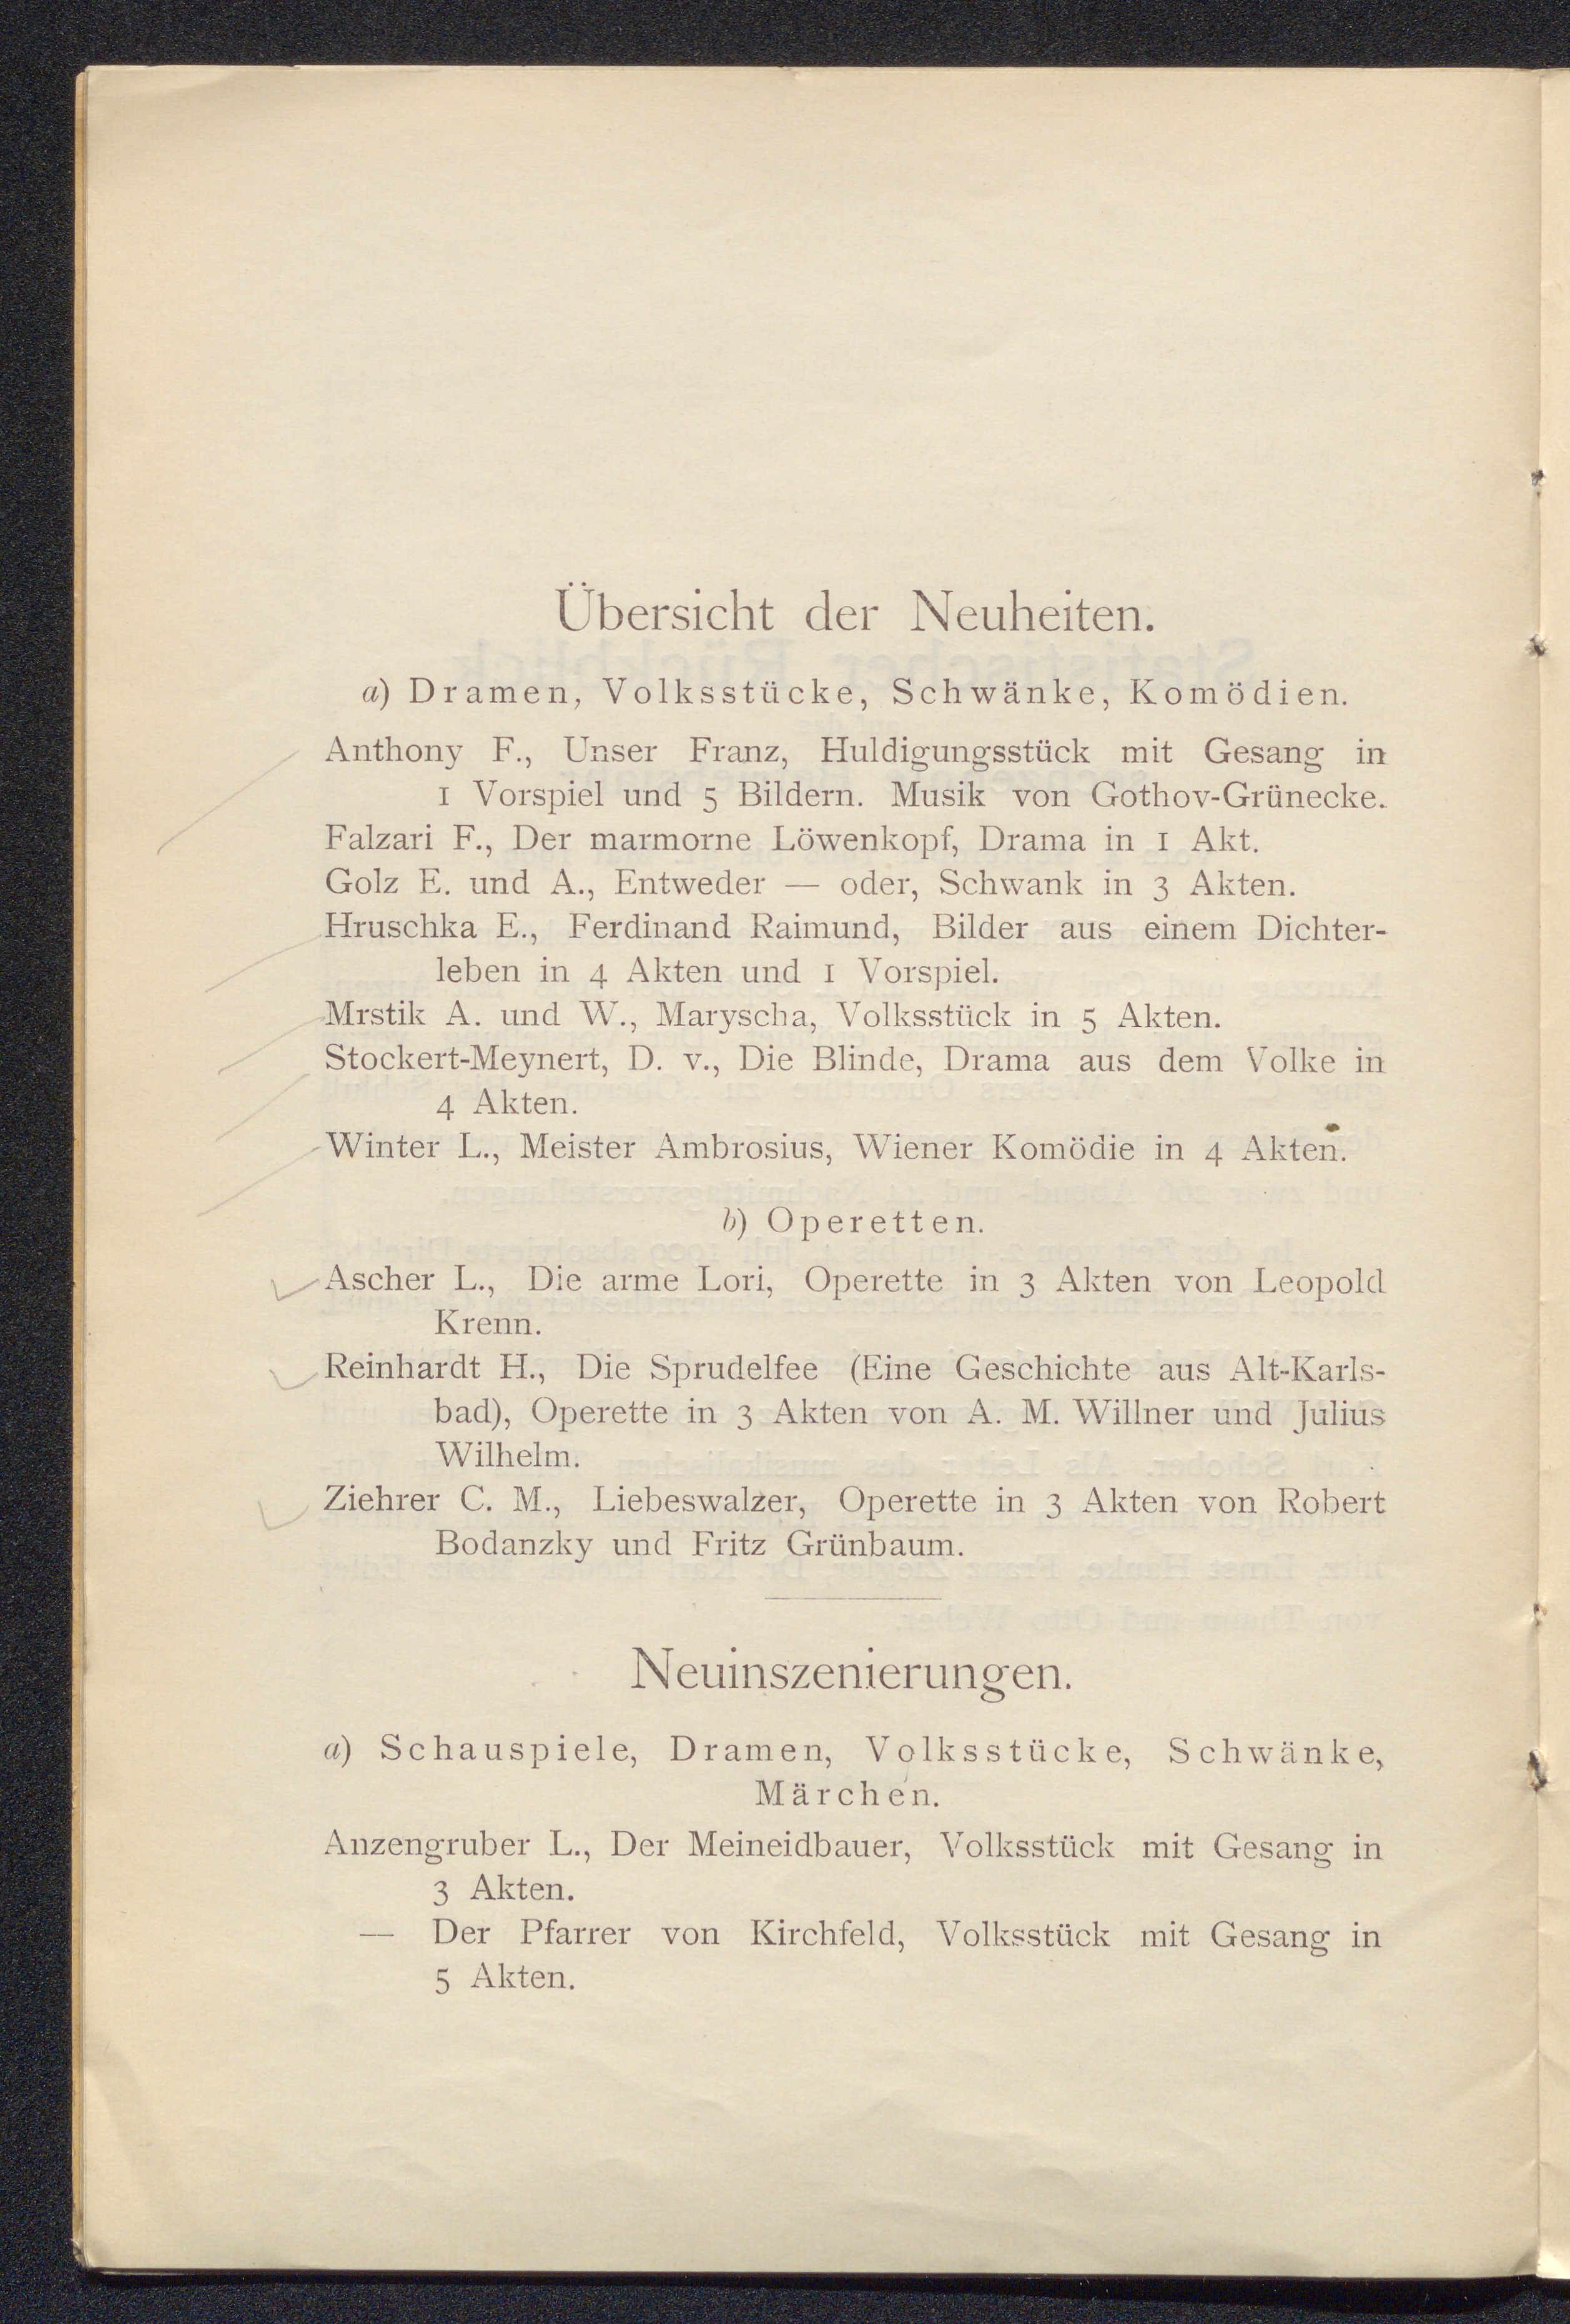 Übersicht der Neuheiten.
a) Dramen, Volksstücke, Schwänke, Komödien.
Anthony F., Unser Franz, Huldigungsstück mit Gesang in
1 Vorspiel und 5 Bildern. Musik von Gothov-Grünecke.
Falzari F., Der marmorne Löwenkopf, Drama in 1 Akt.
Golz E. und A., Entweder — oder, Schwank in 3 Akten.
Hruschka E., Ferdinand Raimund, Bilder aus einem Dichter-
leben in 4 Akten und 1 Vorspiel.
Mrstik A. und W., Maryscha, Volksstück in 5 Akten.
Stockert-Meynert, D. v., Die Blinde, Drama aus dem Volke in
4 Akten.
Winter L., Meister Ambrosius, Wiener Komödie in 4 Akten.
b) Operetten.
Ascher L., Die arme Lori, Operette in 3 Akten von Leopold
Krenn.
Reinhardt H., Die Sprudelfee (Eine Geschichte aus Alt-Karls-
bad), Operette in 3 Akten von A. M. Willner und Julius
Wilhelm.
Ziehrer C. M., Liebeswalzer, Operette in 3 Akten von Robert
Bodanzky und Fritz Grünbaum.
Neuinszenierungen.
a) Schauspiele, Dramen, Volksstücke, Schwänke,
Märchen.
Anzengruber L., Der Meineidbauer, Volksstück mit Gesang in
3 Akten.
— Der Pfarrer von Kirchfeld, Volksstück mit Gesang in
5 Akten.